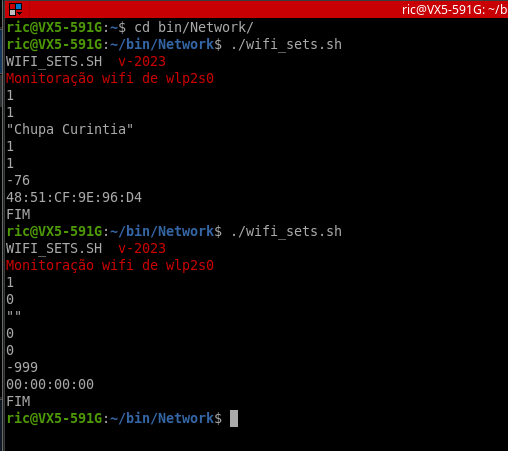 ric@VX5-591G: ~/b
ric@VX5-591G:~$ cd bin/Network/
ric@VX5-591G:~/bin/Network$ ./wifi_sets.sh
WIFI_SETS.SH  v-2023
Monitoração wifi de wlp2s0
1
1
"Chupa Curintia"
1
1
-76
48:51:CF:9E:96:D4
FIM
ric@VX5-591G:~/bin/Network$ ./wifi_sets.sh
WIFI_SETS.SH  v-2023
Monitoração wifi de wlp2s0
1
0
""
0
0
-999
00:00:00:00
FIM
ric@VX5-591G:~/bin/Network$